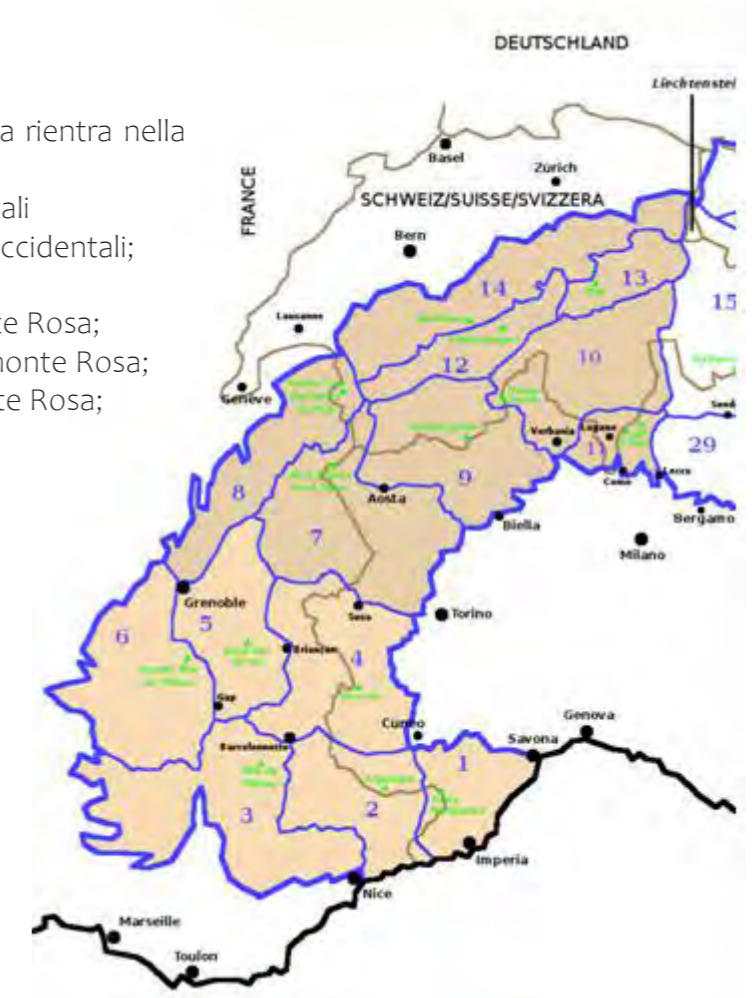 a rientra nella
ali
ccidentali;
te Rosa;
monte Rosa;
te Rosa;
DEUTSCHLAND
Liechtenstei
Basel
Zürich
FRANCE
SCHWEIZ/SUISSE/SVIZZERA
Bern
14
13
15
Lausanne
10
12
Genève
Verbania
Lugano
11
Como
Lecco
29
Sond
8
Aosta
9
Bergamo
Biella
7
Milano
Grenoble
6
5
Susa
Torino
Briançon
4
Gap
Cuneo
Genova
Barcelonnette
Savona
1
3
2
Imperia
Nice
Marseille
Toulon